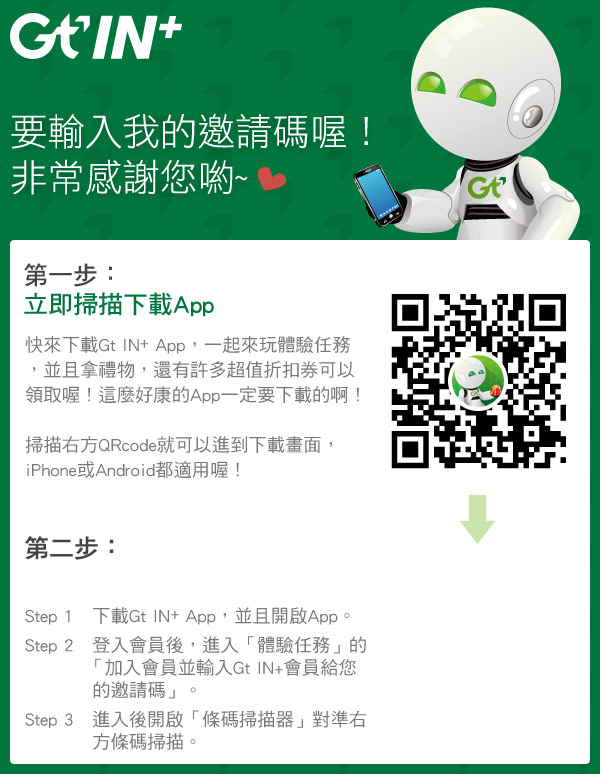 Gt IN+
要輸入我的邀請碼喔！
非常感謝您喲~
Gt
第一步：
立即掃描下載App
快來下載Gt IN+ App，一起來玩體驗任務
，並且拿禮物，還有許多超值折扣券可以
領取喔！這麼好康的App一定要下載的啊！
掃描右方QRcode就可以進到下載畫面，
iPhone或Android都適用喔！
第二步：
Step 1 下載Gt IN+ App，並且開啟App。
Step 2 登入會員後，進入「體驗任務」的
「加入會員並輸入Gt IN+會員給您
的邀請碼」。
Step 3 進入後開啟「條碼掃描器」對準右
方條碼掃描。